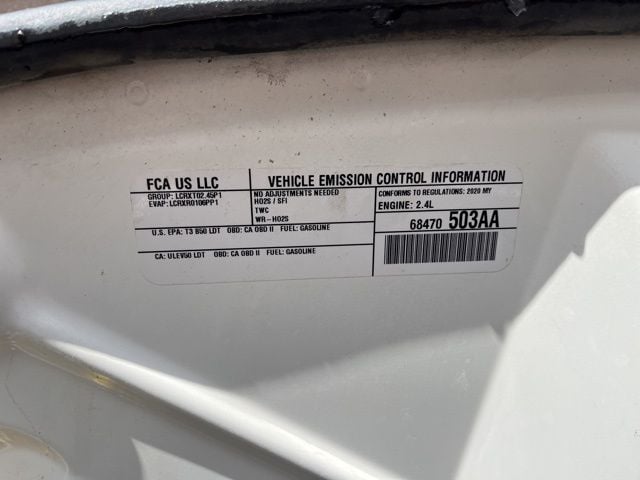 FCA US LLC
GROUP: LCRXT02.45P1
EVAP: LCRXR0106PP1
VEHICLE EMISSION CONTROL INFORMATION
NO ADJUSTMENTS NEEDED
HO2S / SFI
TWC
WR-HO2S
CONFORMS TO REGULATIONS: 2020 MY
ENGINE: 2.4L
68470 503AA
U.S. EPA: T3 B50 LDT OBD: CA OBD II FUEL: GASOLINE
CA: ULEV50 LDT OBD: CA OBD II FUEL: GASOLINE